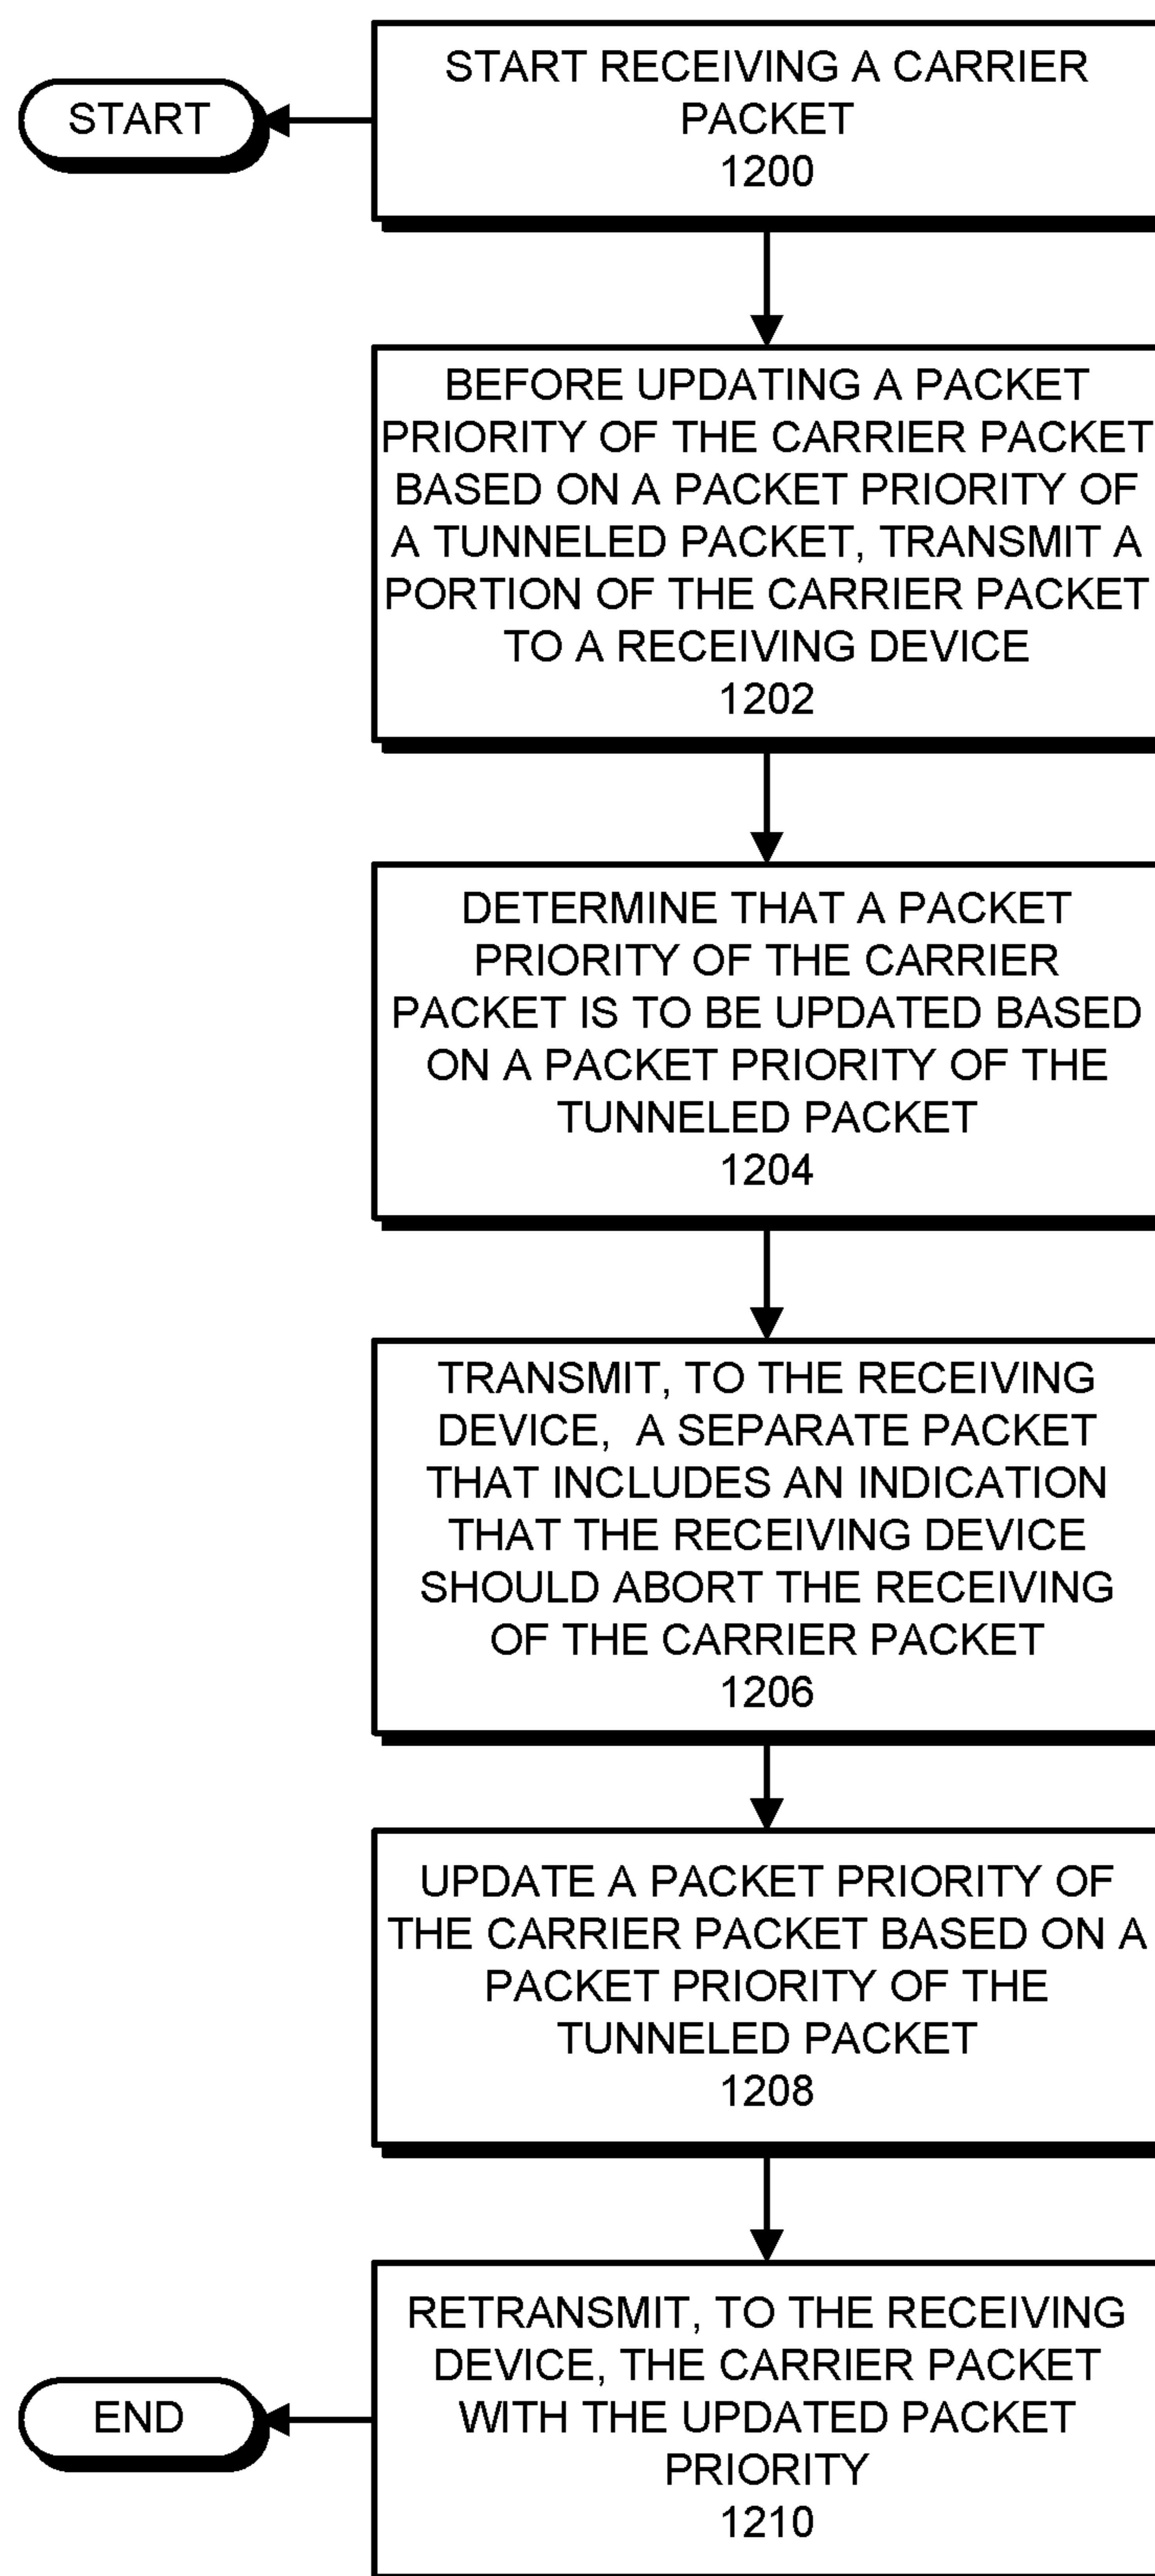 START
START RECEIVING A CARRIER
PACKET
1200
BEFORE UPDATING A PACKET
PRIORITY OF THE CARRIER PACKET
BASED ON A PACKET PRIORITY OF
A TUNNELED PACKET, TRANSMIT A
PORTION OF THE CARRIER PACKET
TO A RECEIVING DEVICE
1202
DETERMINE THAT A PACKET
PRIORITY OF THE CARRIER
PACKET IS TO BE UPDATED BASED
ON A PACKET PRIORITY OF THE
TUNNELED PACKET
1204
TRANSMIT, TO THE RECEIVING
DEVICE, A SEPARATE PACKET
THAT INCLUDES AN INDICATION
THAT THE RECEIVING DEVICE
SHOULD ABORT THE RECEIVING
OF THE CARRIER PACKET
1206
UPDATE A PACKET PRIORITY OF
THE CARRIER PACKET BASED ON A
PACKET PRIORITY OF THE
TUNNELED PACKET
1208
RETRANSMIT, TO THE RECEIVING
DEVICE, THE CARRIER PACKET
WITH THE UPDATED PACKET
PRIORITY
1210
END